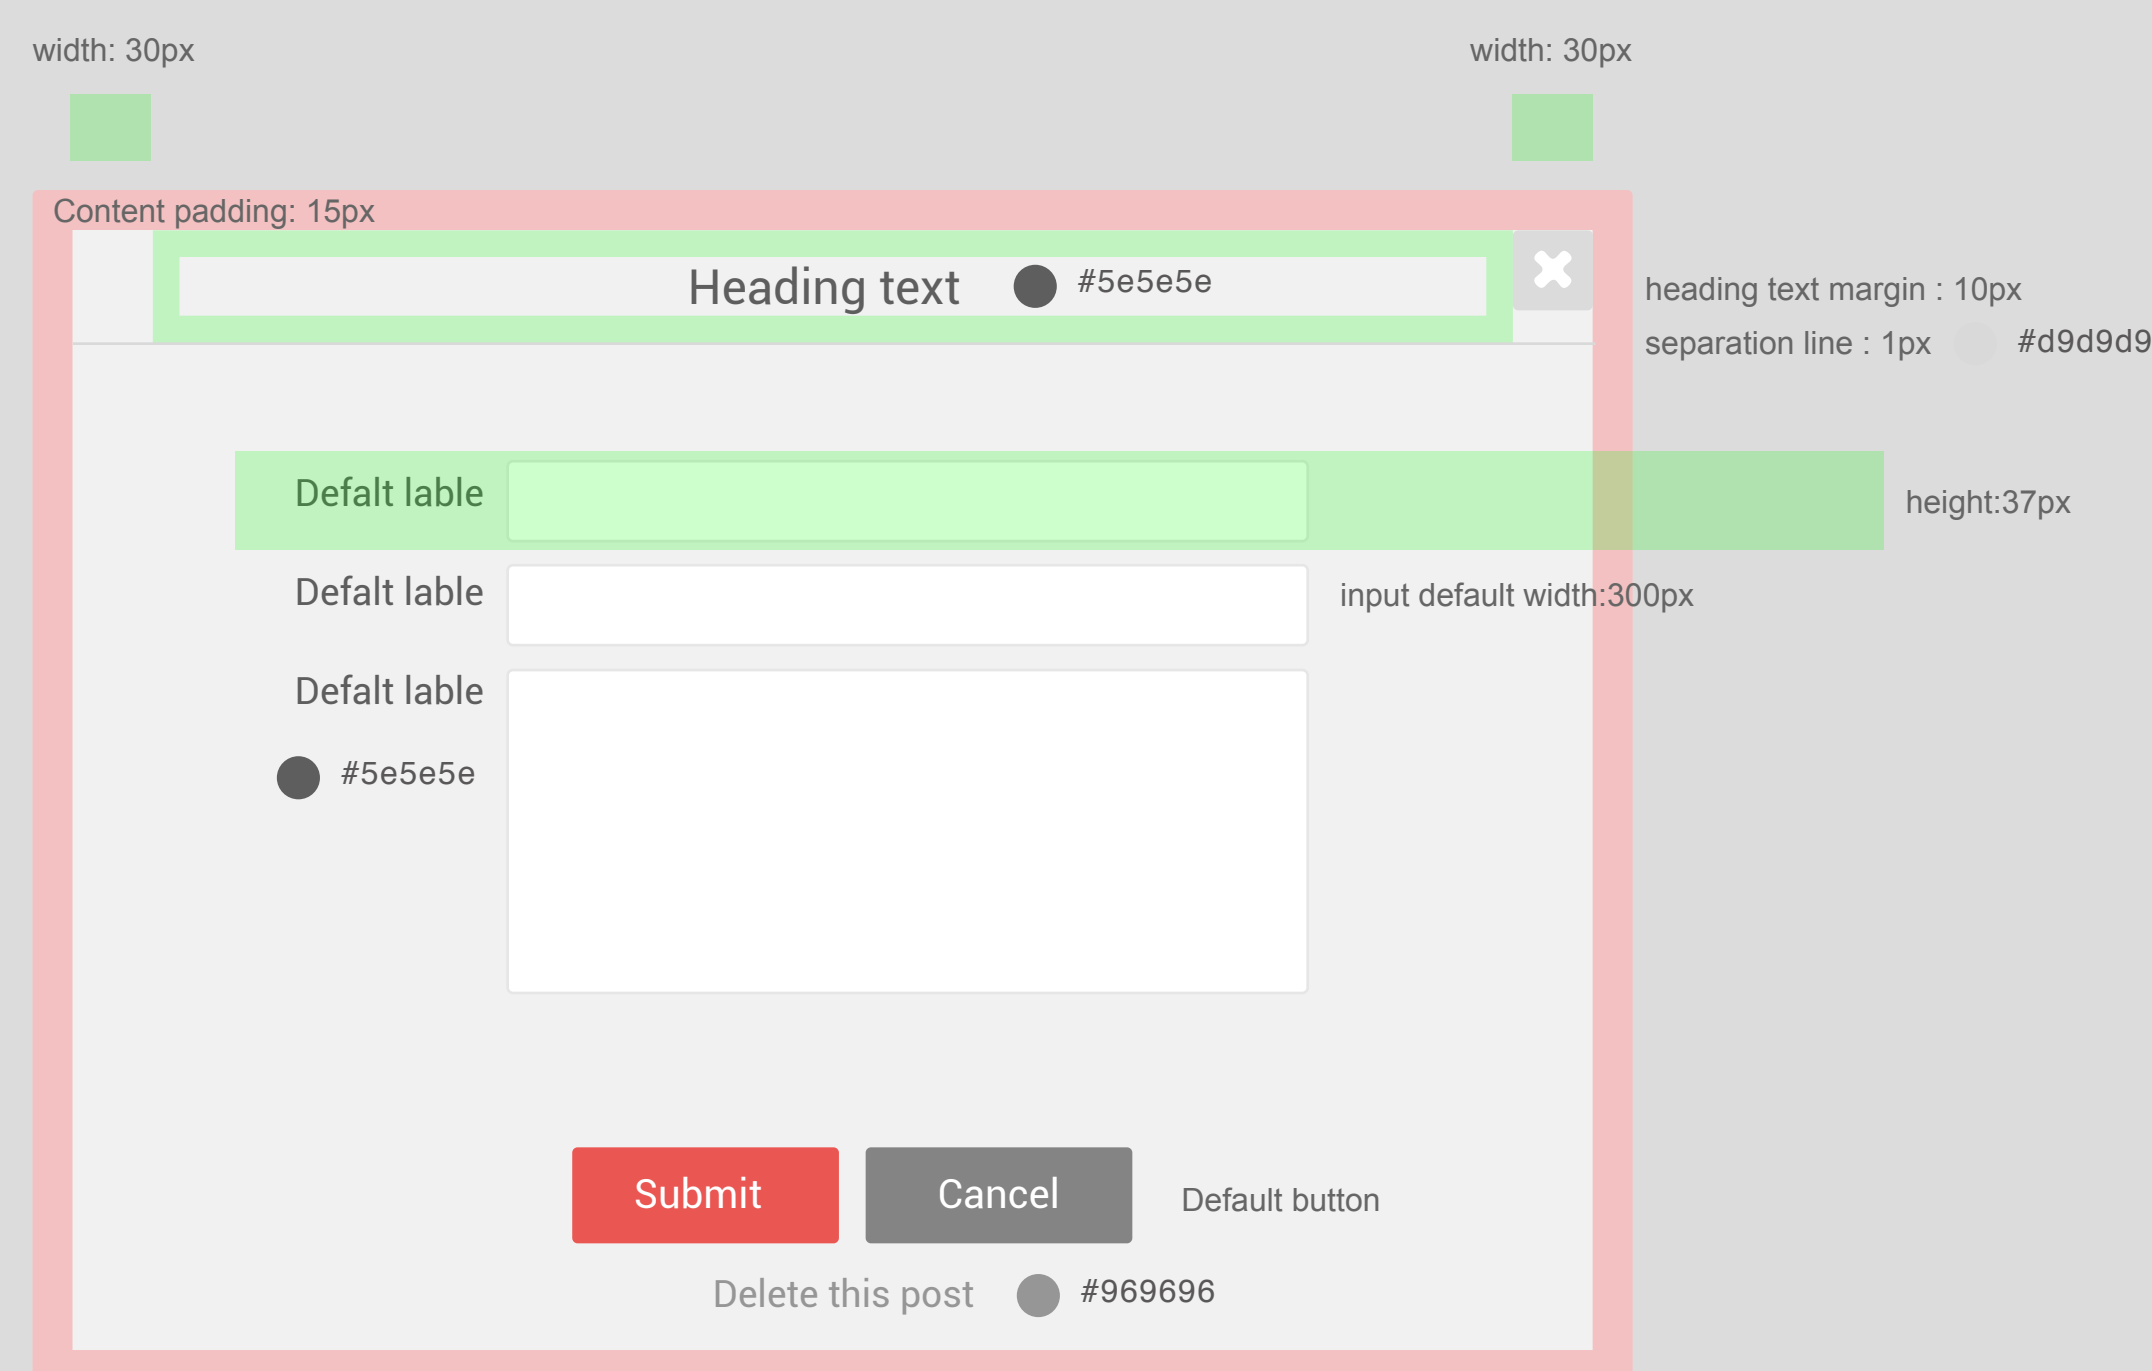 width: 30px
width: 30px
Content padding: 15px
Heading text
#5e5e5e
heading text margin : 10px
separation line : 1px
#d9d9d9
Defalt lable
height:37px
Defalt lable
input default width:300px
Defalt lable
#5e5e5e
Submit
Cancel
Default button
Delete this post
#969696